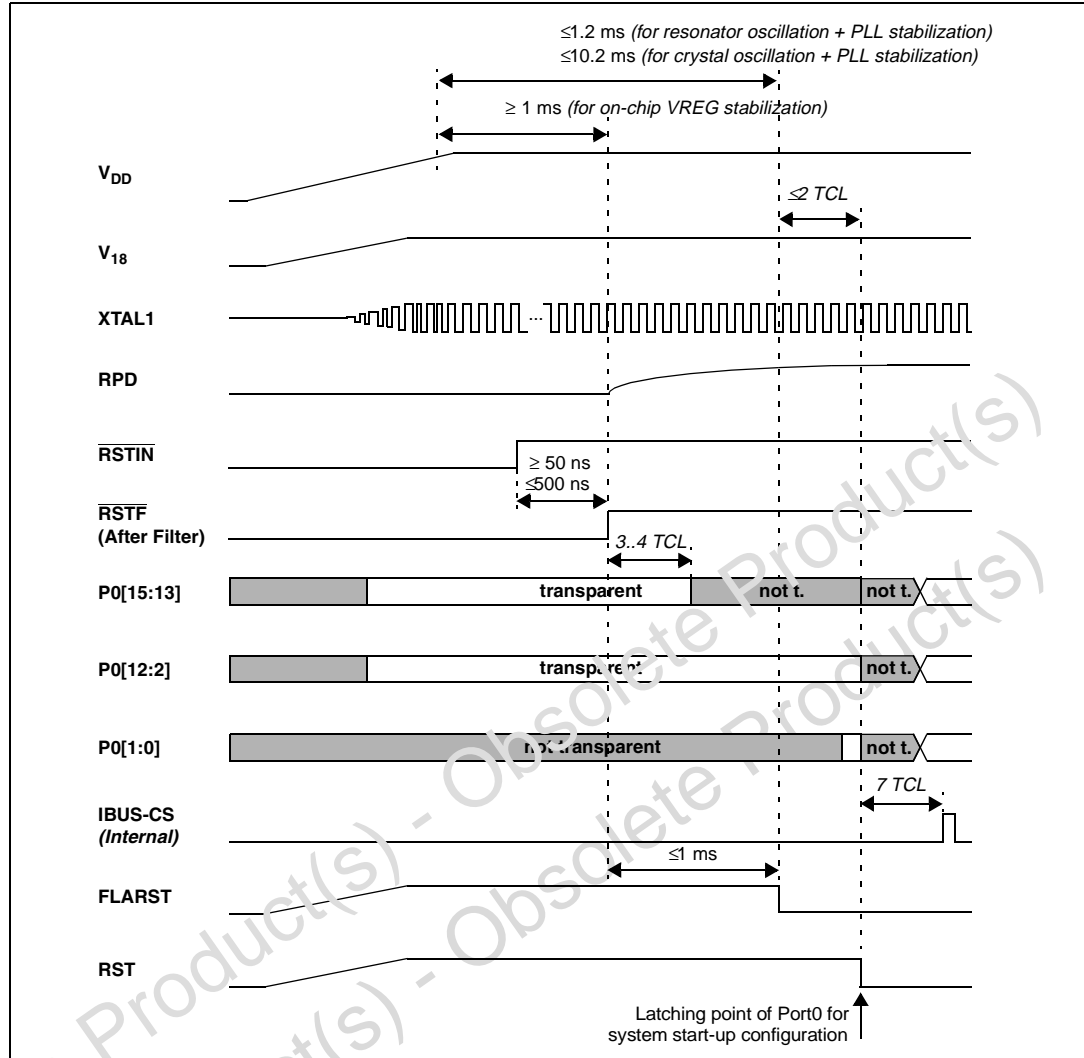 ≤1.2 ms (for resonator oscillation + PLL stabilization)
≤10.2 ms (for crystal oscillation + PLL stabilization)
≥ 1 ms (for on-chip VREG stabilization)
VDD
≤2 TCL
V18
XTAL1
...
RPD
RSTIN
≥ 50 ns
≤500 ns
RSTF
(After Filter)
3..4 TCL
P0[15:13]
transparent
not t.
not t.
P0[12:2]
transparent
not t.
P0[1:0]
not transparent
not t.
7 TCL
IBUS-CS
(Internal)
≤1 ms
FLARST
RST
Latching point of Port0 for
system start-up configuration
Product(s) - Obsolete Product(s)
Product(s) - Obsolete Product(s)